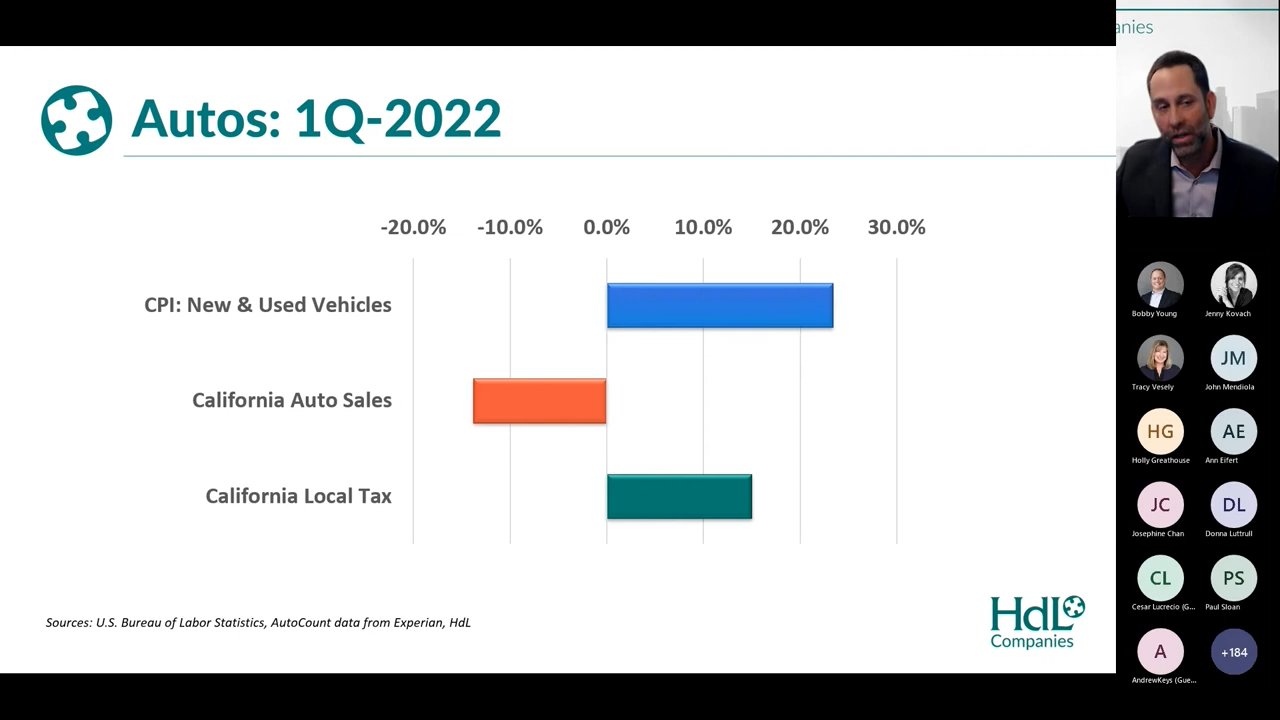 anies
Autos: 1Q-2022
-20.0% -10.0% 0.0% 10.0% 20.0% 30.0%
CPI: New & Used Vehicles
California Auto Sales
California Local Tax
Sources: U.S. Bureau of Labor Statistics, AutoCount data from Experian, HdL
HdL
Companies
Bobby Young
Jenny Kovach
Tracy Vesely
JM
John Mendiola
HG
Holly Greathouse
AE
Ann Eifert
JC
Josephine Chan
DL
Donna Luttrull
CL
Cesar Lucrecio (G...
PS
Paul Sloan
A
AndrewKeys (Gue...
+184